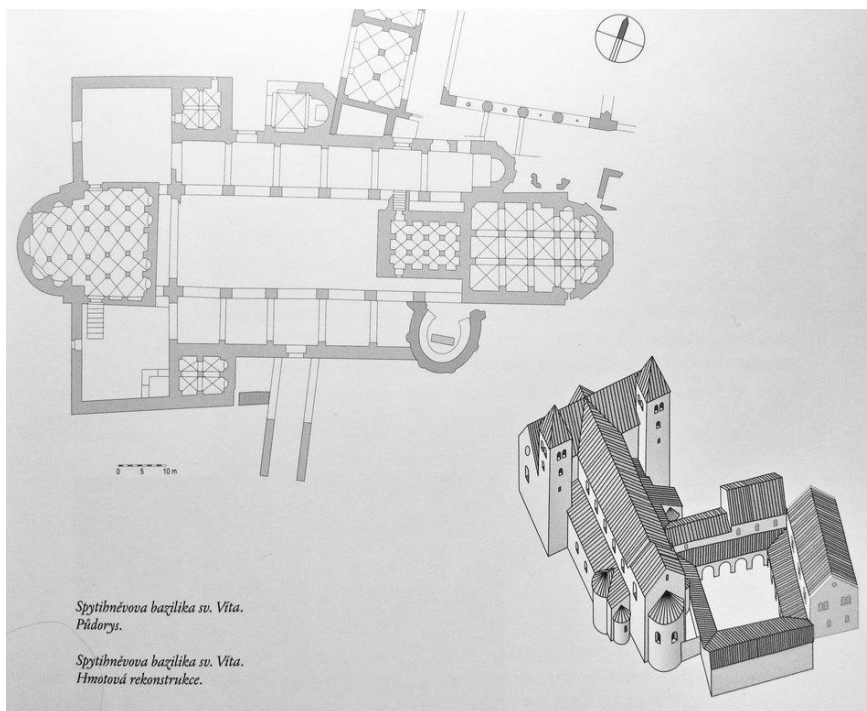 0 5 10 m
Spytihněvova bazilika sv. Víta.
Půdorys.
Spytihněvova bazilika sv. Víta.
Hmotová rekonstrukce.